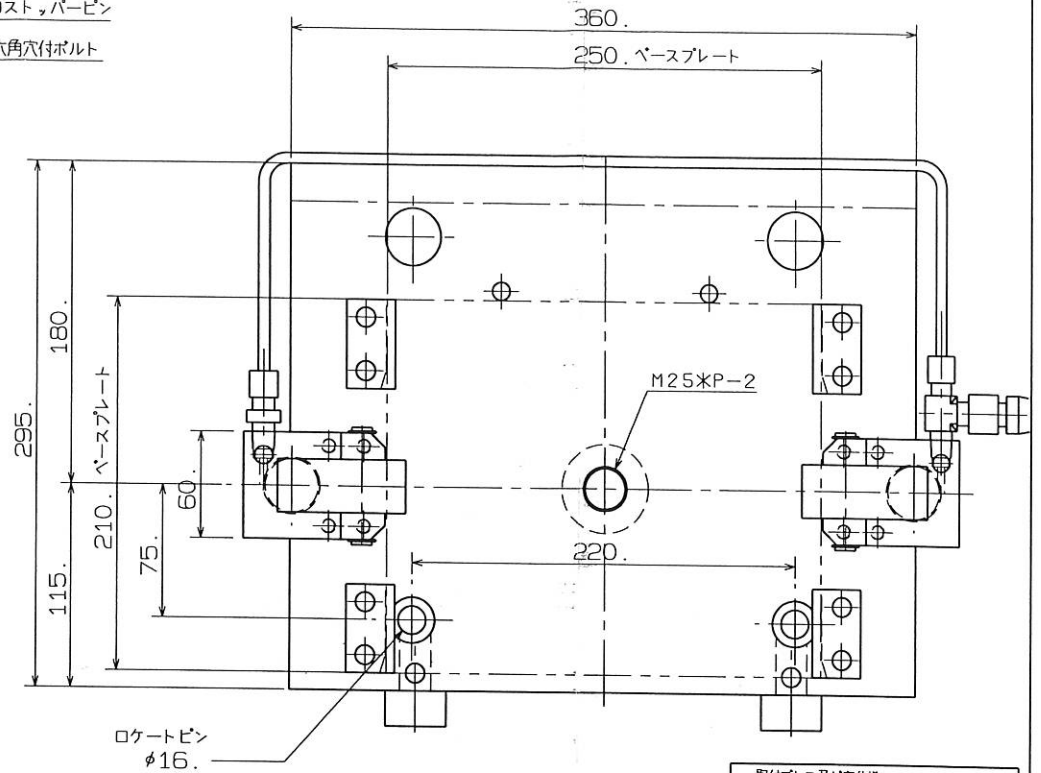 ストッパーピン
六角穴付ボルト
360.
250. ベースプレート
180.
295.
210. ベースプレート
M25*P-2
60.
75.
115.
220.
ロケートピン
φ16.